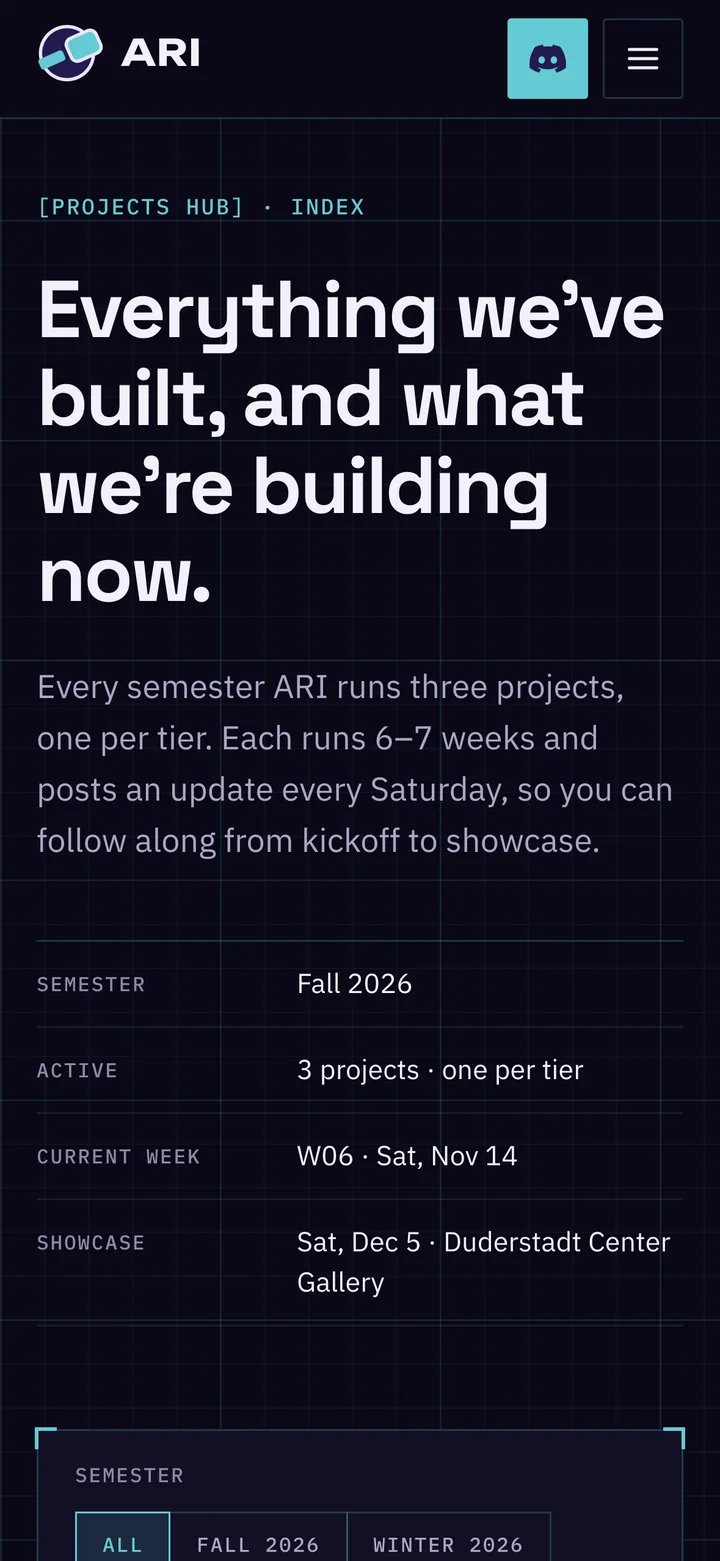 ARI
[PROJECTS HUB] · INDEX
Everything we’ve
built, and what
we’re building
now.
Every semester ARI runs three projects,
one per tier. Each runs 6–7 weeks and
posts an update every Saturday, so you can
follow along from kickoff to showcase.
SEMESTER Fall 2026
ACTIVE 3 projects · one per tier
CURRENT WEEK W06 · Sat, Nov 14
SHOWCASE Sat, Dec 5 · Duderstadt Center
Gallery
SEMESTER
ALL FALL 2026 WINTER 2026